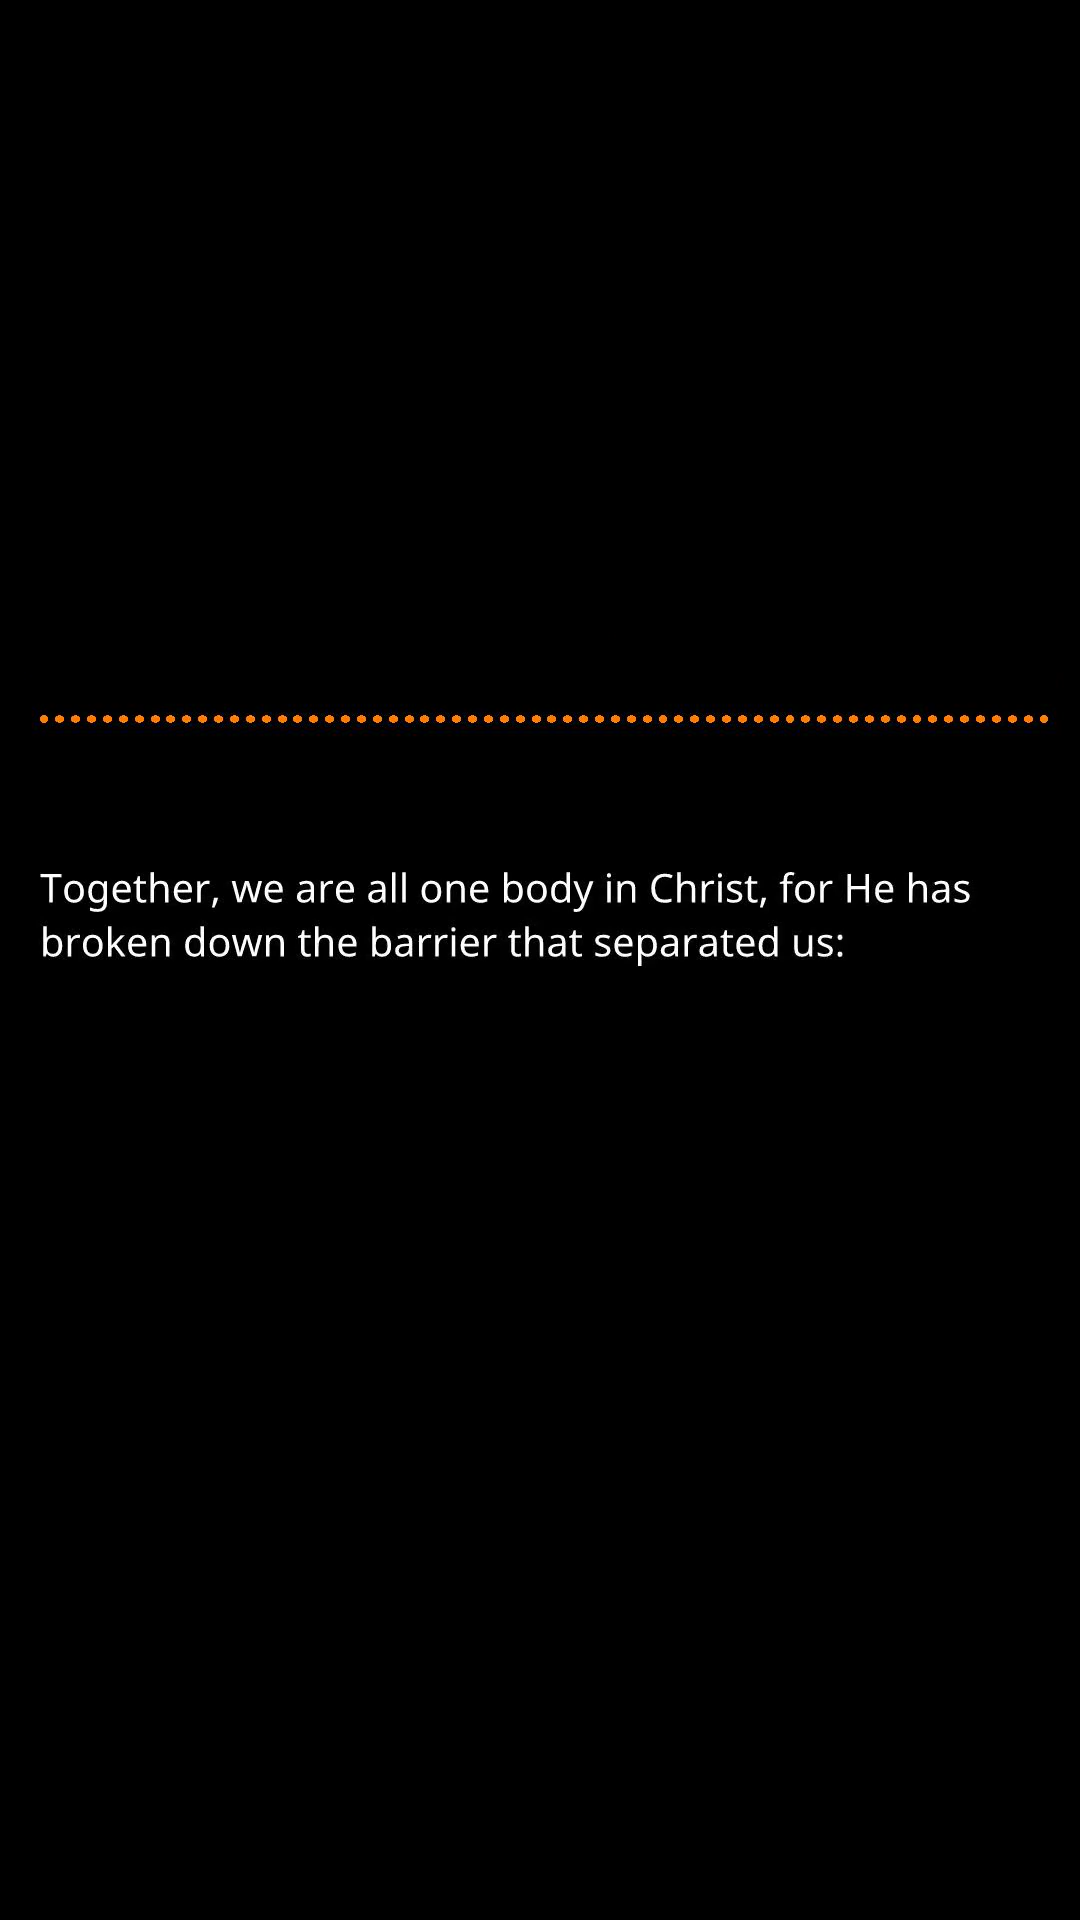 Together, we are all one body in Christ, for He has
broken down the barrier that separated us: